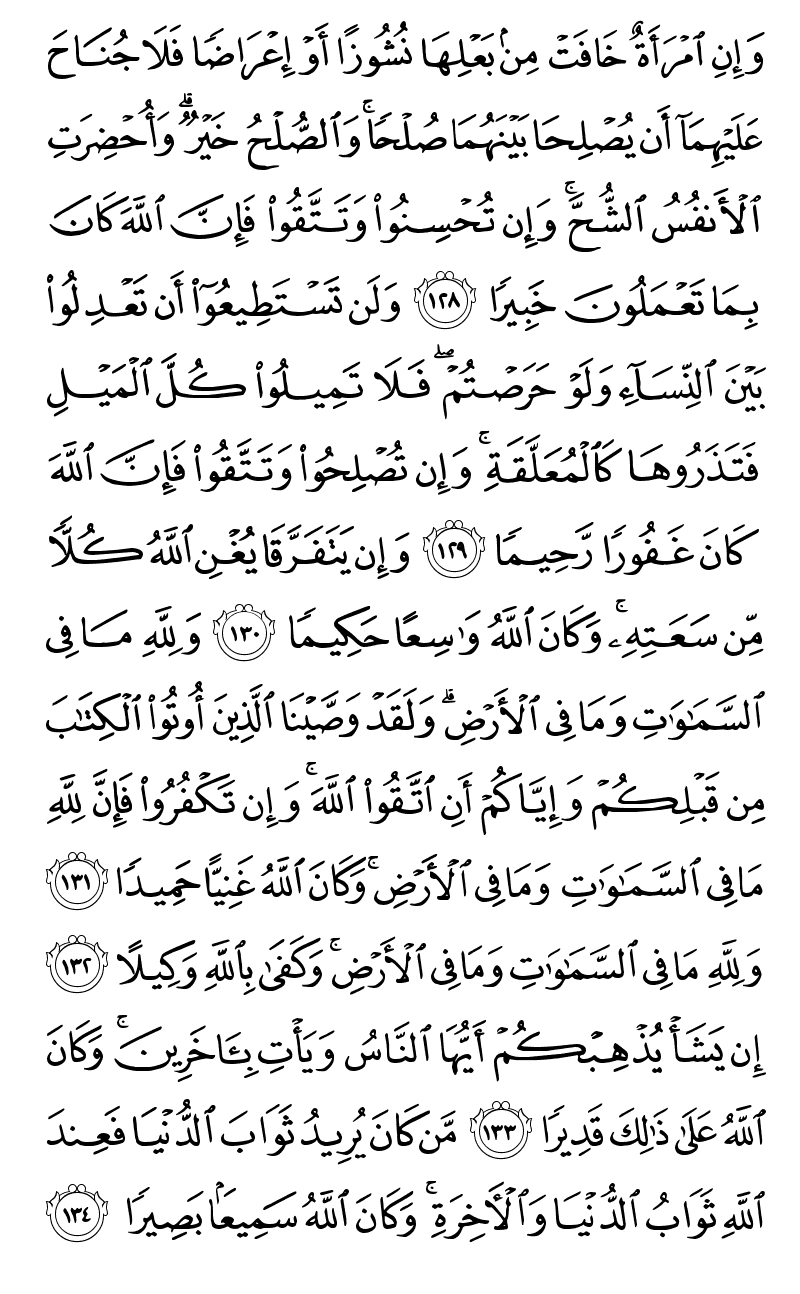 وَإِنِ ٱمْرَأَةٌ خَافَتْ مِنۢ بَعْلِهَا نُشُوزًا أَوْ إِعْرَاضًا فَلَا جُنَاحَ
عَلَيْهِمَآ أَن يُصْلِحَا بَيْنَهُمَا صُلْحًا ۚ وَٱلصُّلْحُ خَيْرٌ ۗ وَأُحْضِرَتِ
ٱلْأَنفُسُ ٱلشُّحَّ ۚ وَإِن تُحْسِنُوا۟ وَتَتَّقُوا۟ فَإِنَّ ٱللَّهَ كَانَ
بِمَا تَعْمَلُونَ خَبِيرًا ١٢٨ وَلَن تَسْتَطِيعُوٓا۟ أَن تَعْدِلُوا۟
بَيْنَ ٱلنِّسَآءِ وَلَوْ حَرَصْتُمْ ۖ فَلَا تَمِيلُوا۟ كُلَّ ٱلْمَيْلِ
فَتَذَرُوهَا كَٱلْمُعَلَّقَةِ ۚ وَإِن تُصْلِحُوا۟ وَتَتَّقُوا۟ فَإِنَّ ٱللَّهَ
كَانَ غَفُورًا رَّحِيمًا ١٢٩ وَإِن يَتَفَرَّقَا يُغْنِ ٱللَّهُ كُلًّا
مِّن سَعَتِهِۦ ۚ وَكَانَ ٱللَّهُ وَٰسِعًا حَكِيمًا ١٣٠ وَلِلَّهِ مَا فِى
ٱلسَّمَٰوَٰتِ وَمَا فِى ٱلْأَرْضِ ۗ وَلَقَدْ وَصَّيْنَا ٱلَّذِينَ أُوتُوا۟ ٱلْكِتَٰبَ
مِن قَبْلِكُمْ وَإِيَّاكُمْ أَنِ ٱتَّقُوا۟ ٱللَّهَ ۚ وَإِن تَكْفُرُوا۟ فَإِنَّ لِلَّهِ
مَا فِى ٱلسَّمَٰوَٰتِ وَمَا فِى ٱلْأَرْضِ ۚ وَكَانَ ٱللَّهُ غَنِيًّا حَمِيدًا ١٣١
وَلِلَّهِ مَا فِى ٱلسَّمَٰوَٰتِ وَمَا فِى ٱلْأَرْضِ ۚ وَكَفَىٰ بِٱللَّهِ وَكِيلًا ١٣٢
إِن يَشَأْ يُذْهِبْكُمْ أَيُّهَا ٱلنَّاسُ وَيَأْتِ بِـَٔاخَرِينَ ۚ وَكَانَ
ٱللَّهُ عَلَىٰ ذَٰلِكَ قَدِيرًا ١٣٣ مَّن كَانَ يُرِيدُ ثَوَابَ ٱلدُّنْيَا فَعِندَ
ٱللَّهِ ثَوَابُ ٱلدُّنْيَا وَٱلْـَٔاخِرَةِ ۚ وَكَانَ ٱللَّهُ سَمِيعًۢا بَصِيرًا ١٣٤